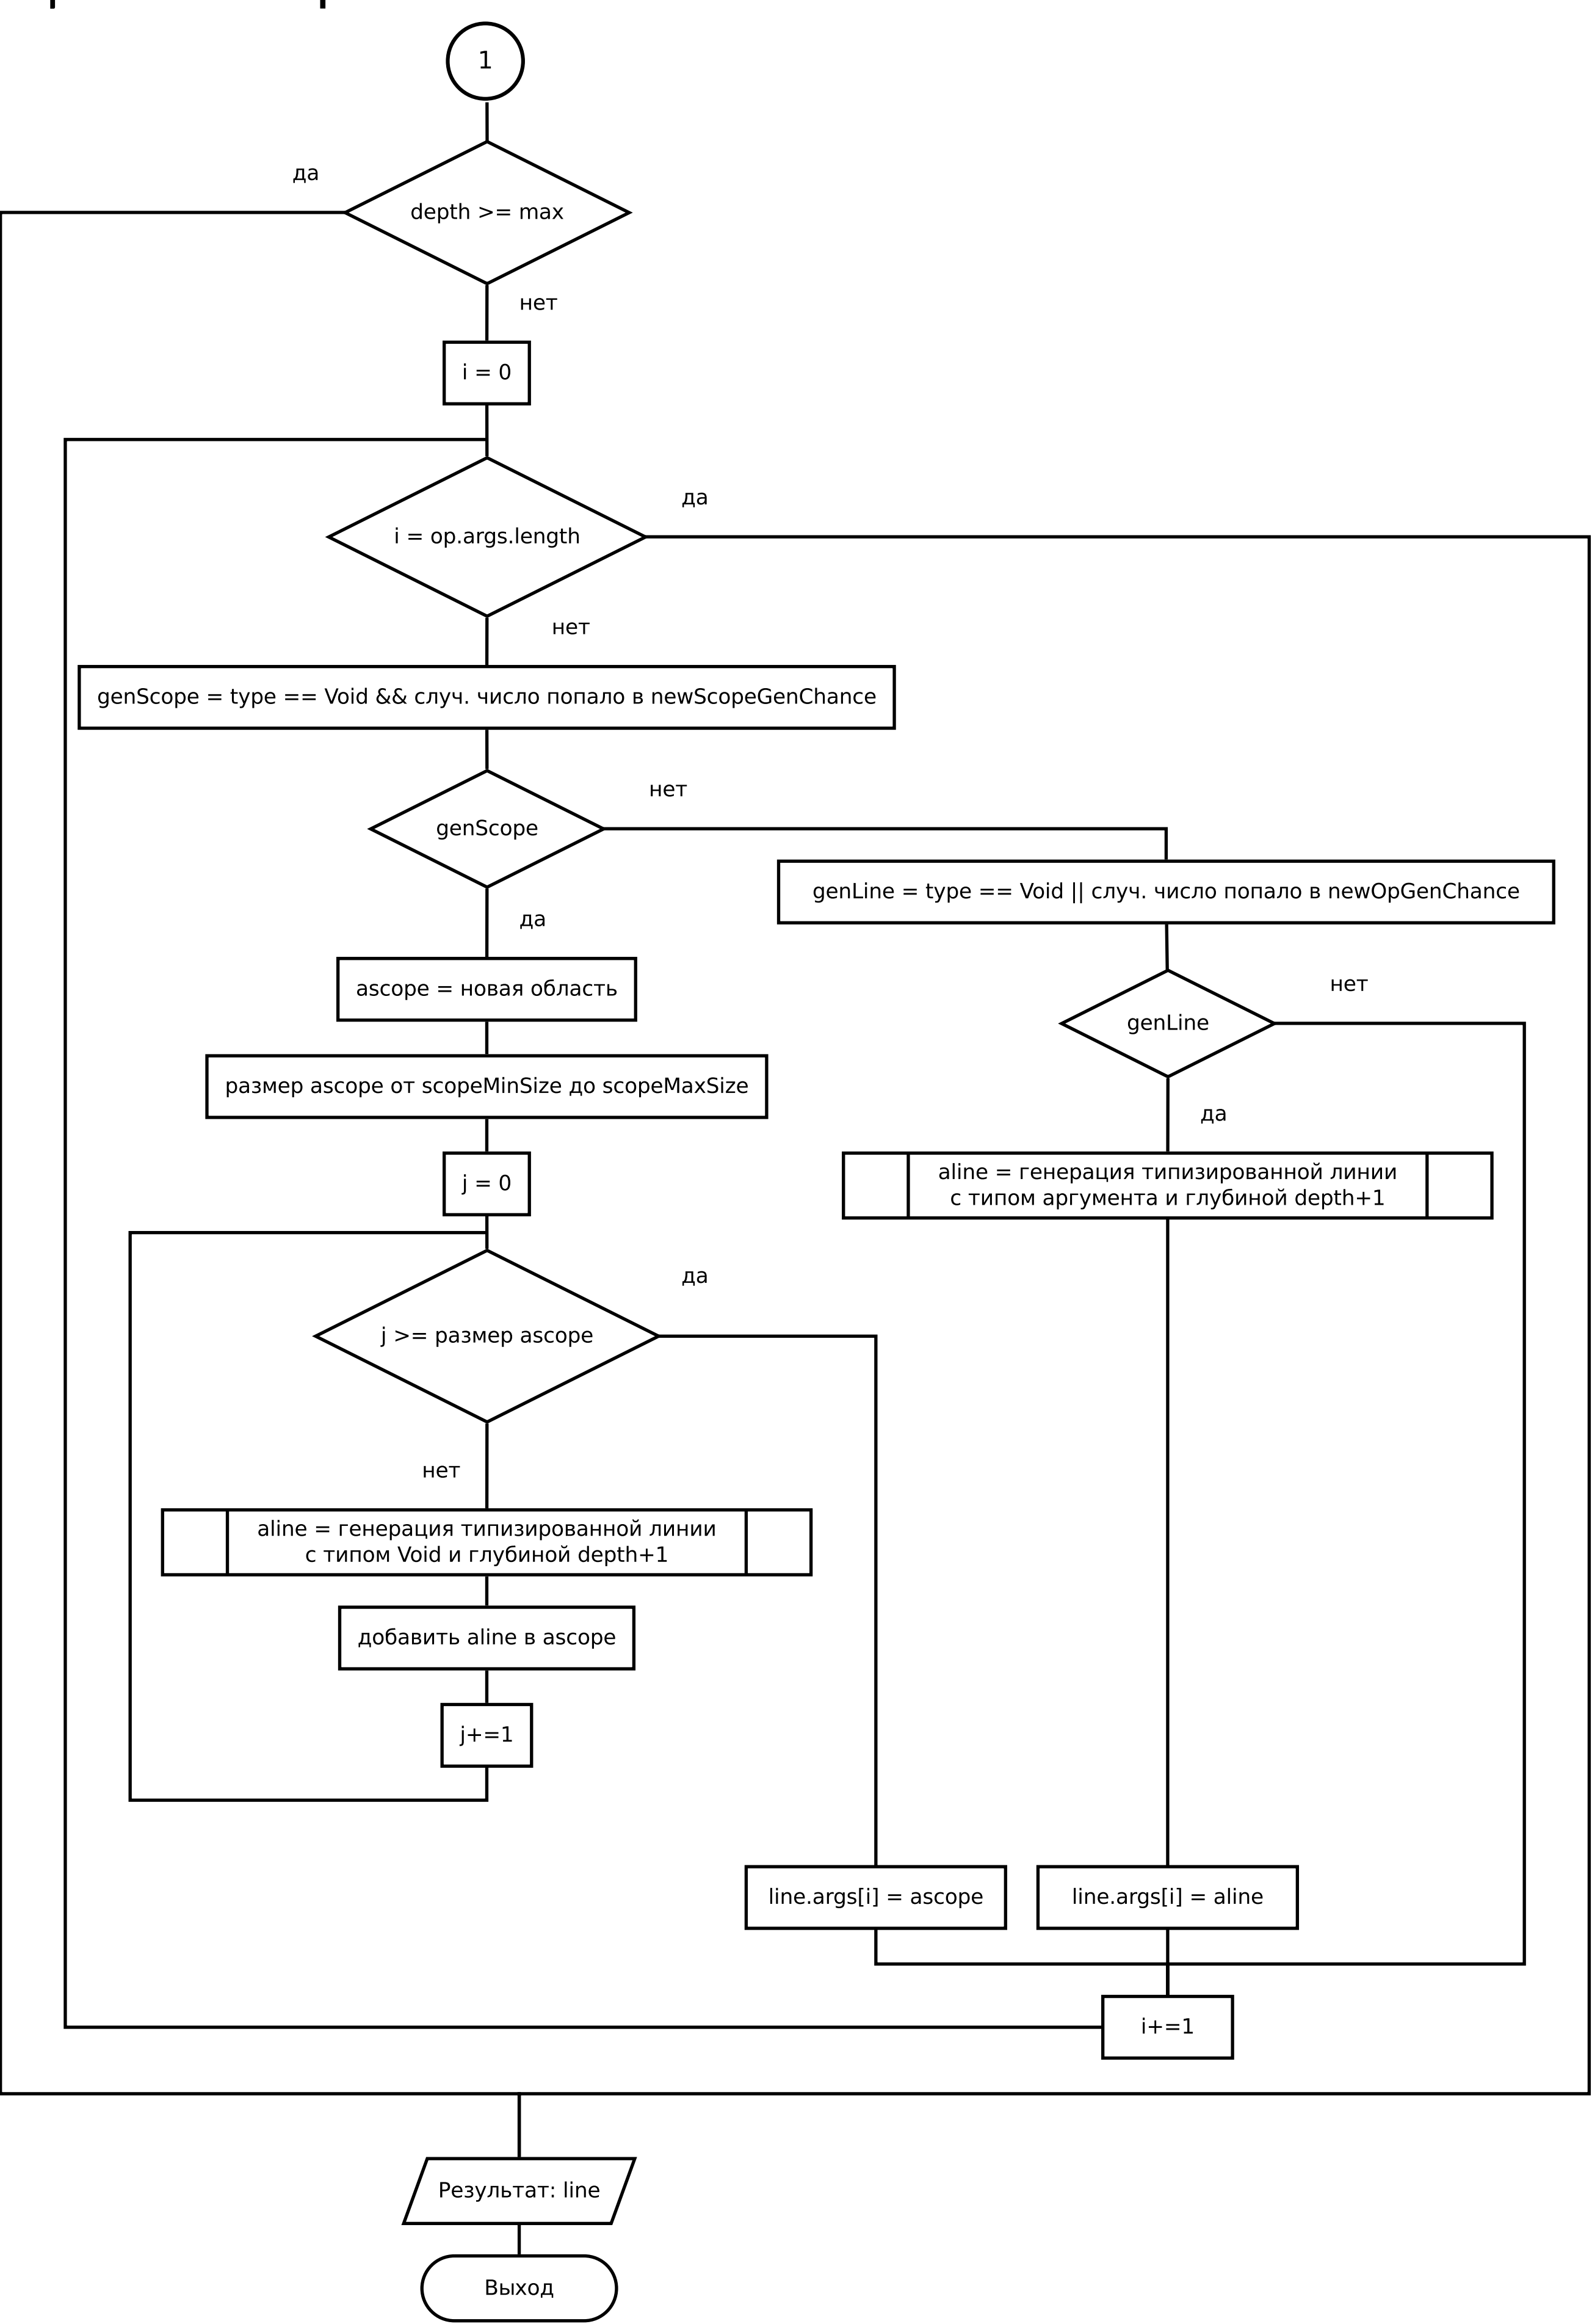 1
да
depth >= max
нет
i = 0
да
i = op.args.length
нет
genScope = type == Void && случ. число попало в newScopeGenChance
нет
genScope
genLine = type == Void || случ. число попало в newOpGenChance
да
нет
ascope = новая область
genLine
размер ascope от scopeMinSize до scopeMaxSize
да
j = 0
aline = генерация типизированной линии
с типом аргумента и глубиной depth+1
да
j >= размер ascope
нет
aline = генерация типизированной линии
с типом Void и глубиной depth+1
добавить aline в ascope
j+=1
line.args[i] = ascope
line.args[i] = aline
i+=1
Результат: line
Выход